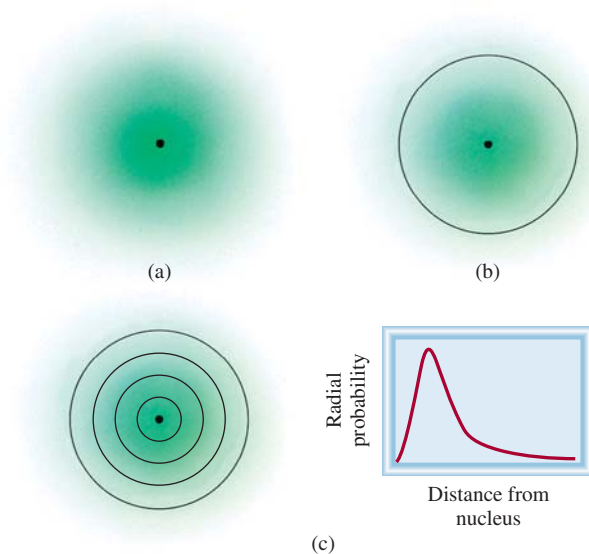 (a)
(b)
Radial
probability
Distance from
nucleus
(c)